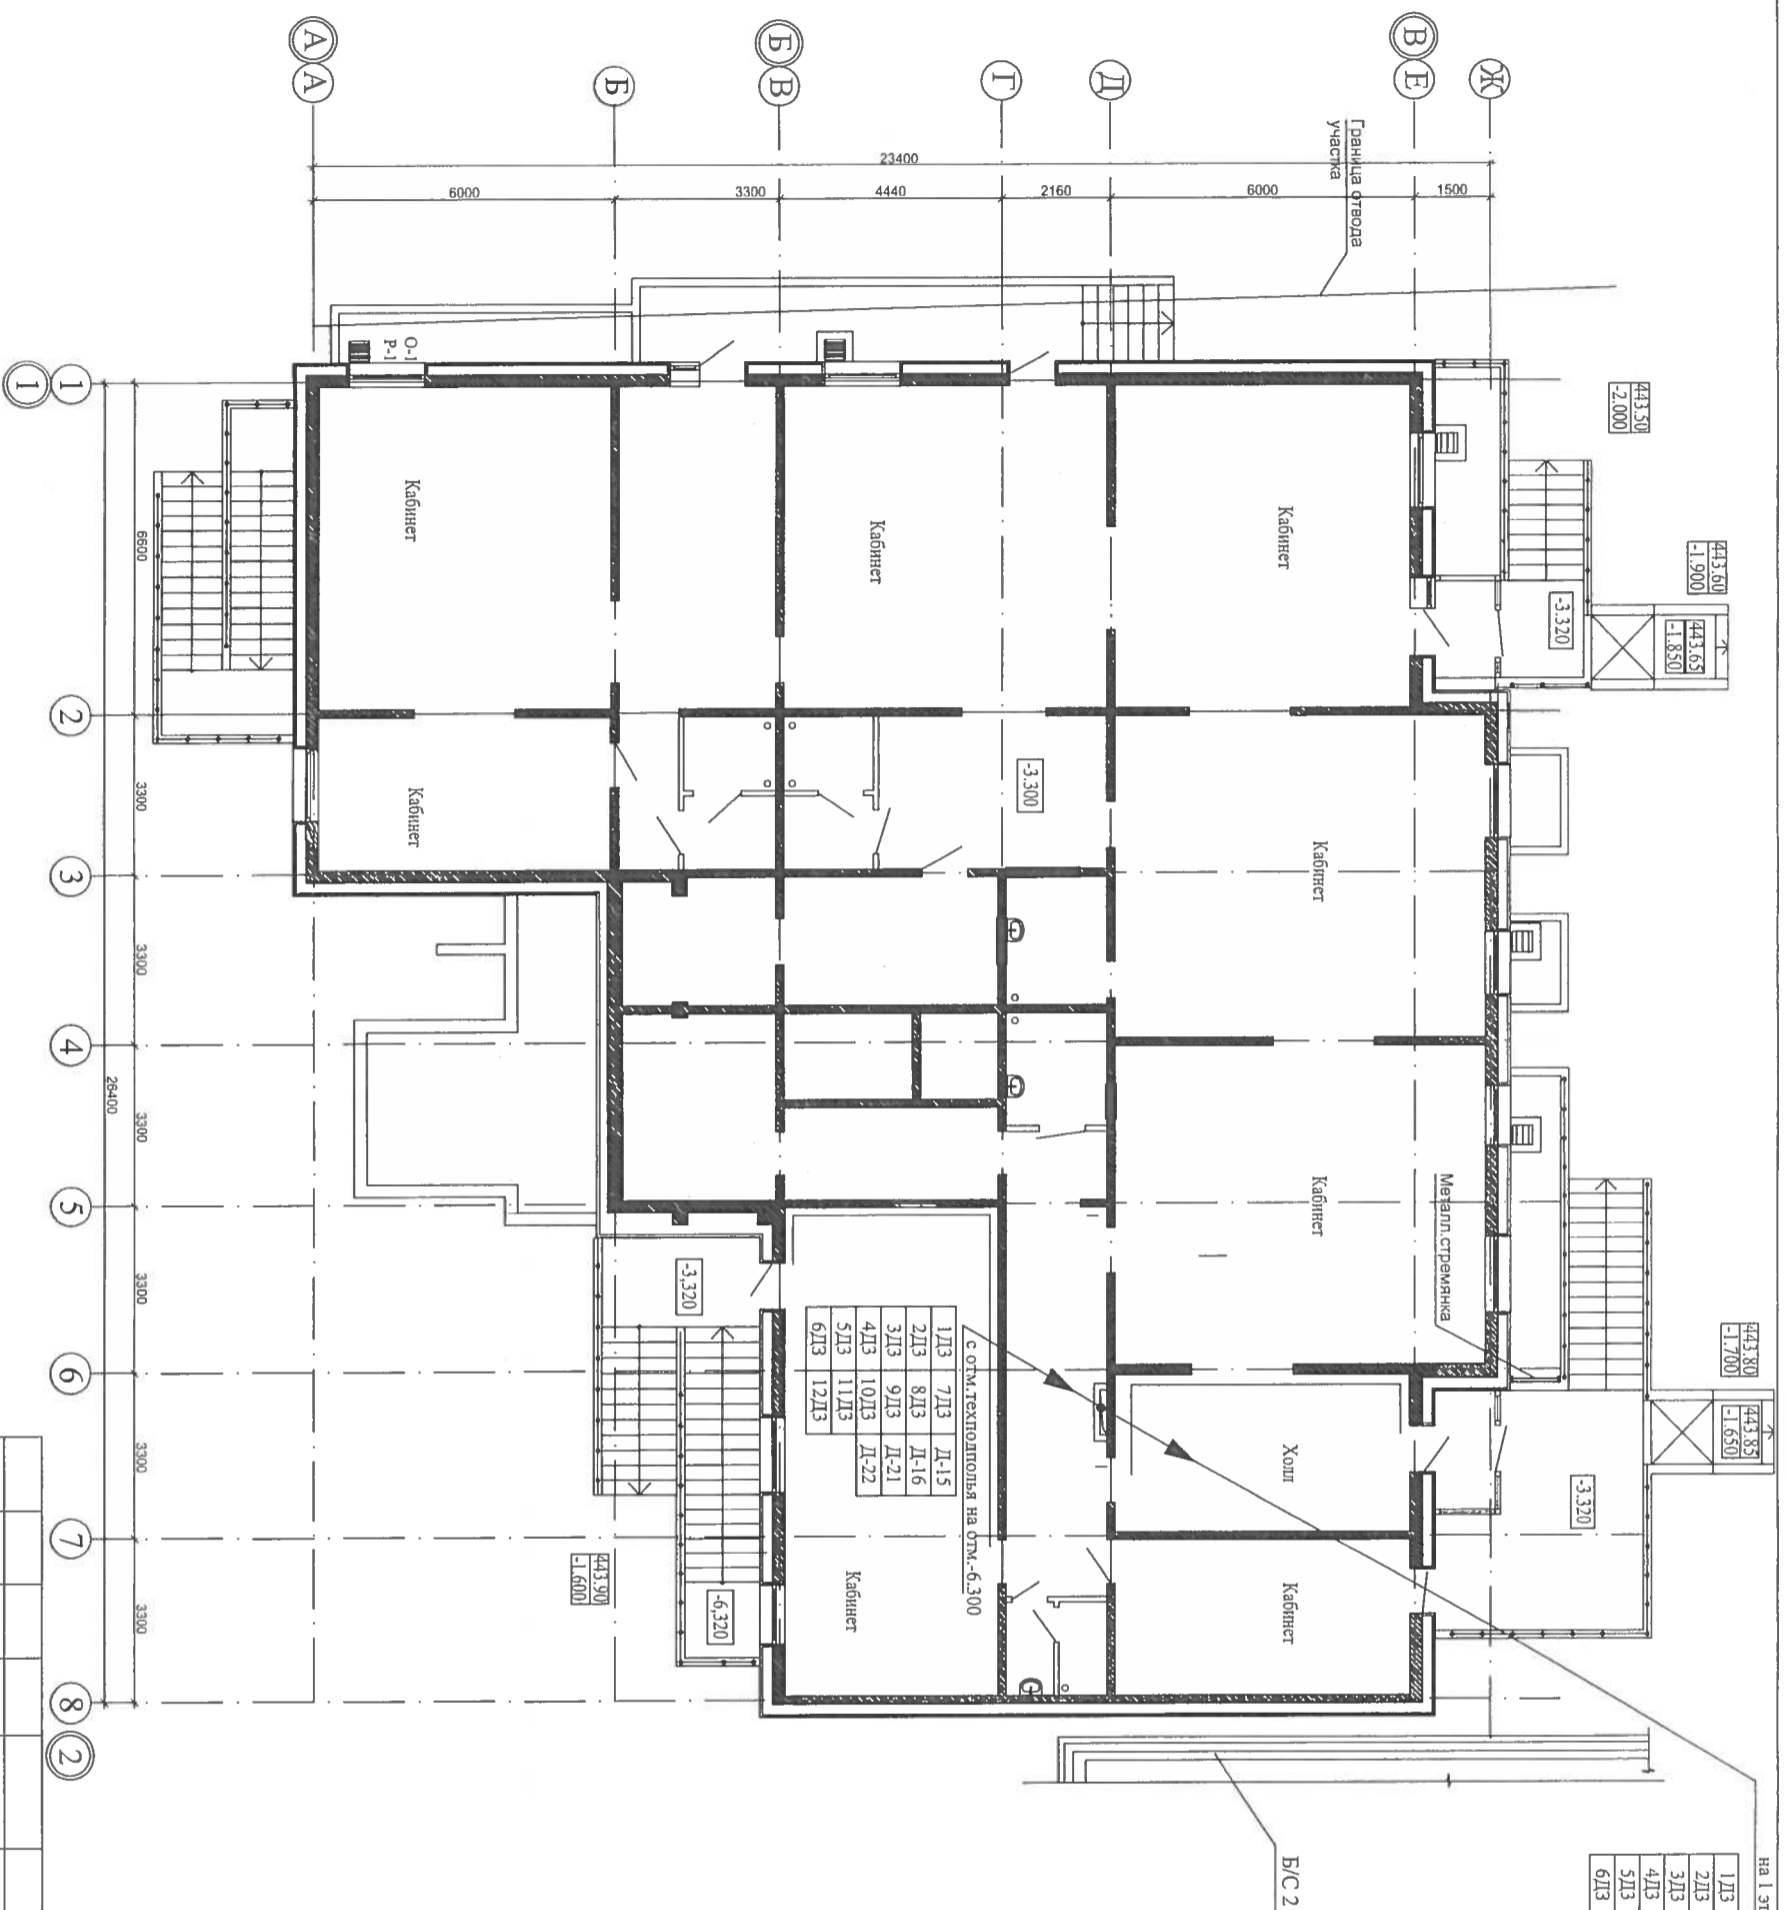 А
А
Б
Б
В
Г
Д
В
Е
Ж
23400
6000
3300
4440
2160
6000
1500
Граница отвода
участка
О-1
Р-1
443.50
-2.000
443.60
-1.900
443.65
-1.850
-3.320
Кабинет
Кабинет
Кабинет
Кабинет
Кабинет
Кабинет
-3.300
Металл.стремянка
443.80
-1.700
443.85
-1.650
-3.320
Холл
Кабинет
Кабинет
с отм.техподполья на отм.-6.300
1ДЗ 7ДЗ Д-15
2ДЗ 8ДЗ Д-16
3ДЗ 9ДЗ Д-21
4ДЗ 10ДЗ Д-22
5ДЗ 11ДЗ
6ДЗ 12ДЗ
-3,320
-6,320
443.90
-1.600
6600
3300
3300
3300
3300
3300
3300
26400
1
1
2
3
4
5
6
7
8
2
Б/С 2
на 1 эт
1ДЗ
2ДЗ
3ДЗ
4ДЗ
5ДЗ
6ДЗ